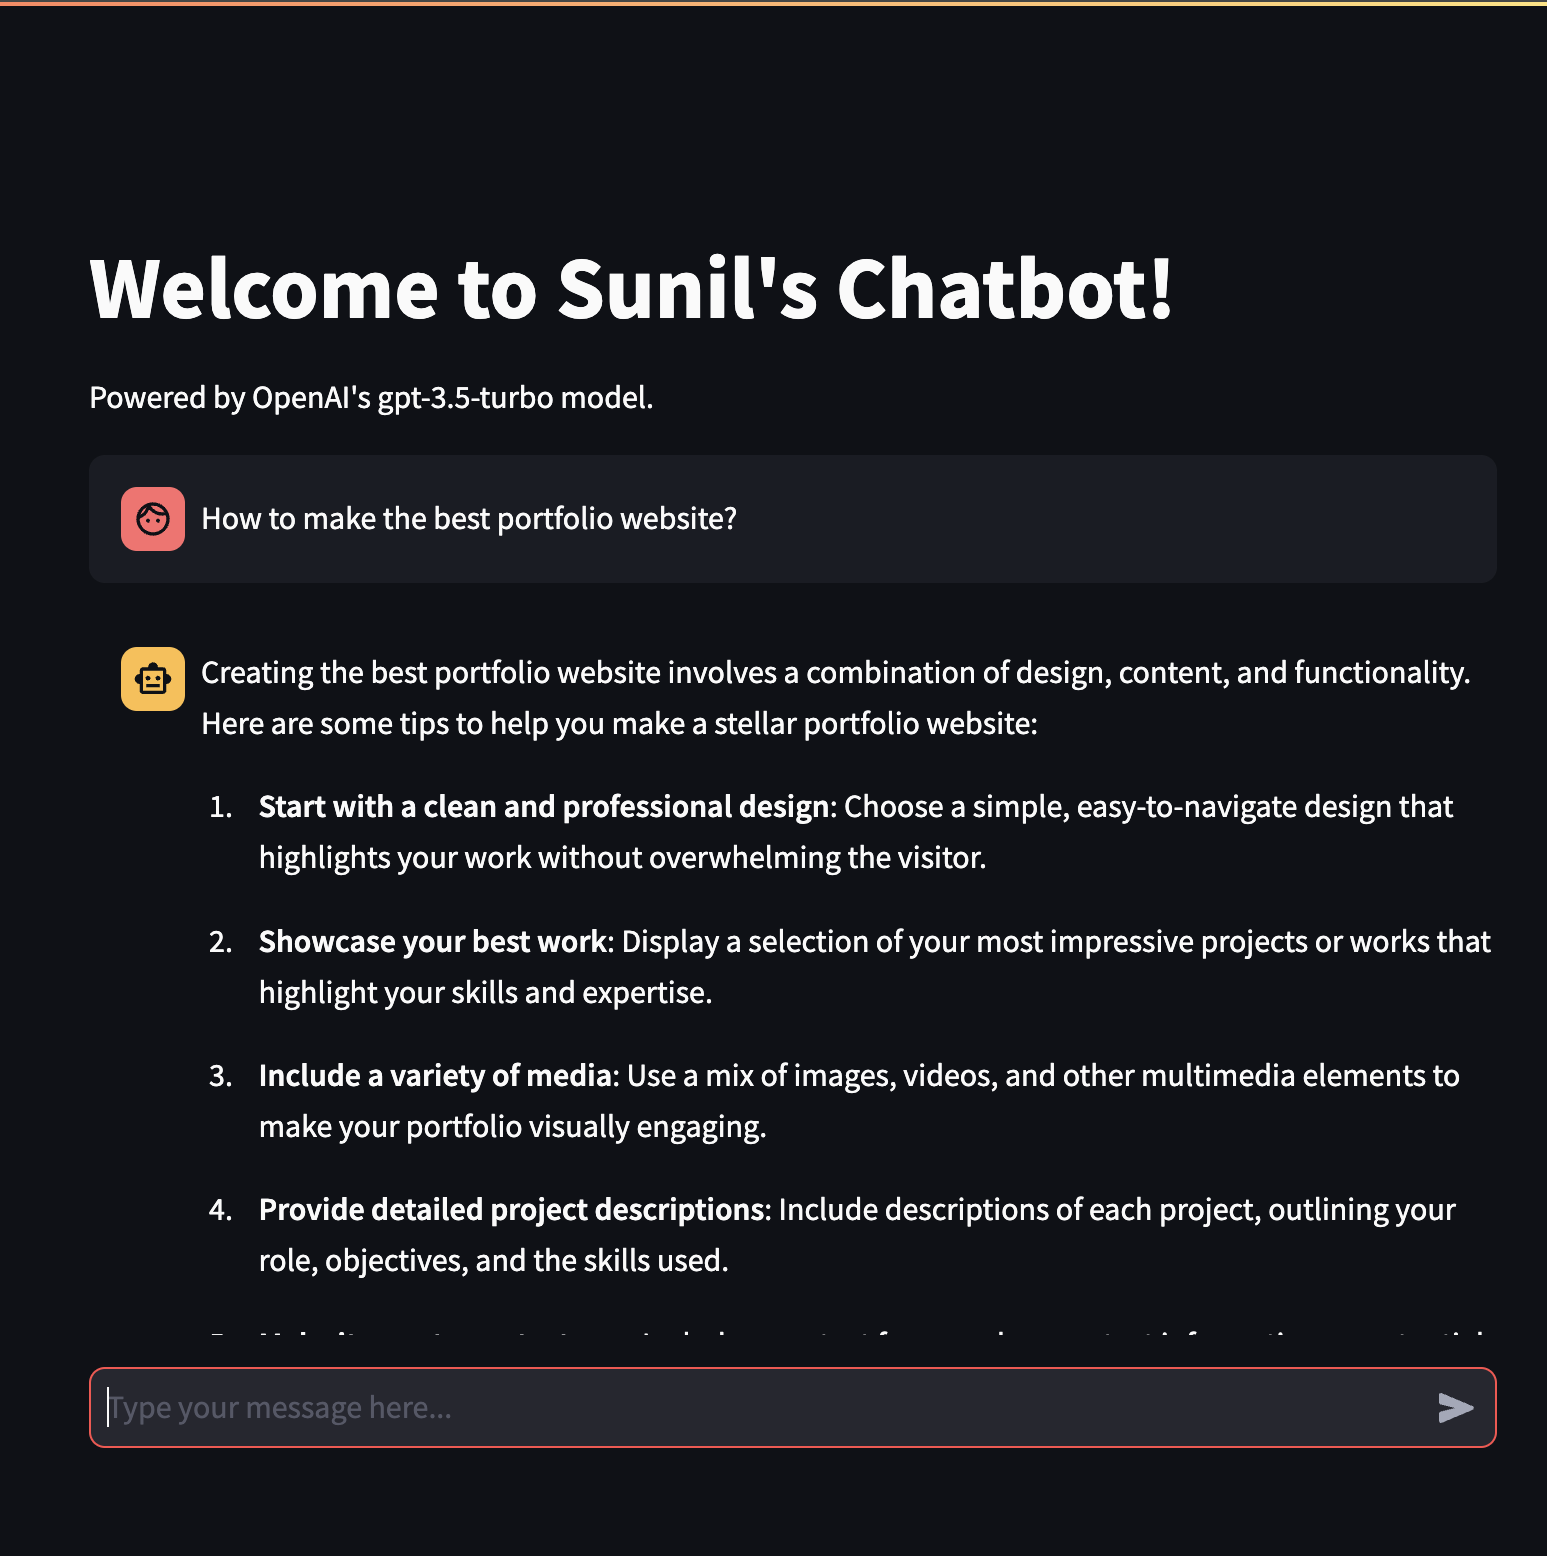 Welcome to Sunil's Chatbot!
Powered by OpenAI's gpt-3.5-turbo model.
How to make the best portfolio website?
Creating the best portfolio website involves a combination of design, content, and functionality.
Here are some tips to help you make a stellar portfolio website:
1. Start with a clean and professional design: Choose a simple, easy-to-navigate design that
highlights your work without overwhelming the visitor.
2. Showcase your best work: Display a selection of your most impressive projects or works that
highlight your skills and expertise.
3. Include a variety of media: Use a mix of images, videos, and other multimedia elements to
make your portfolio visually engaging.
4. Provide detailed project descriptions: Include descriptions of each project, outlining your
role, objectives, and the skills used.
Type your message here...